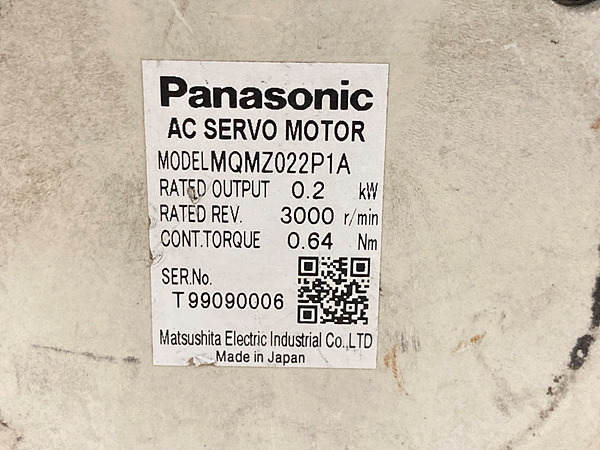 Panasonic
AC SERVO MOTOR
MODEL MQMZ022P1A
RATED OUTPUT 0.2 kW
RATED REV. 3000 r/min
CONT.TORQUE 0.64 Nm
SER.No.
T99090006
Matsushita Electric Industrial Co.,LTD
Made in Japan